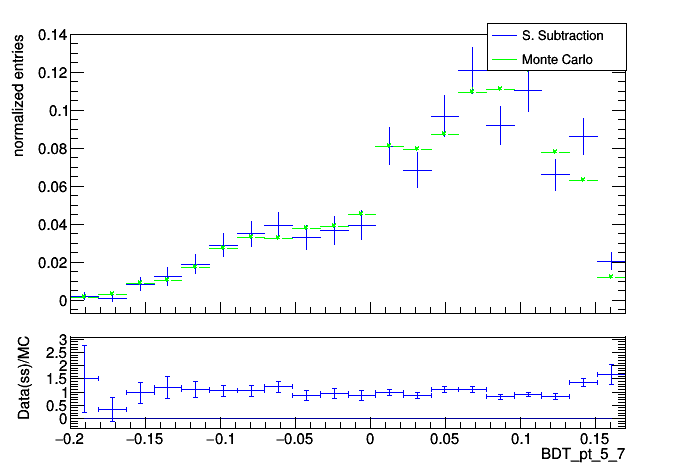 S. Subtraction
Monte Carlo
normalized entries
0.14
0.12
0.1
0.08
0.06
0.04
0.02
0
Data(ss)/MC
3
2.5
2
1.5
1
0.5
0
−0.2 −0.15 −0.1 −0.05 0 0.05 0.1 0.15
BDT_pt_5_7